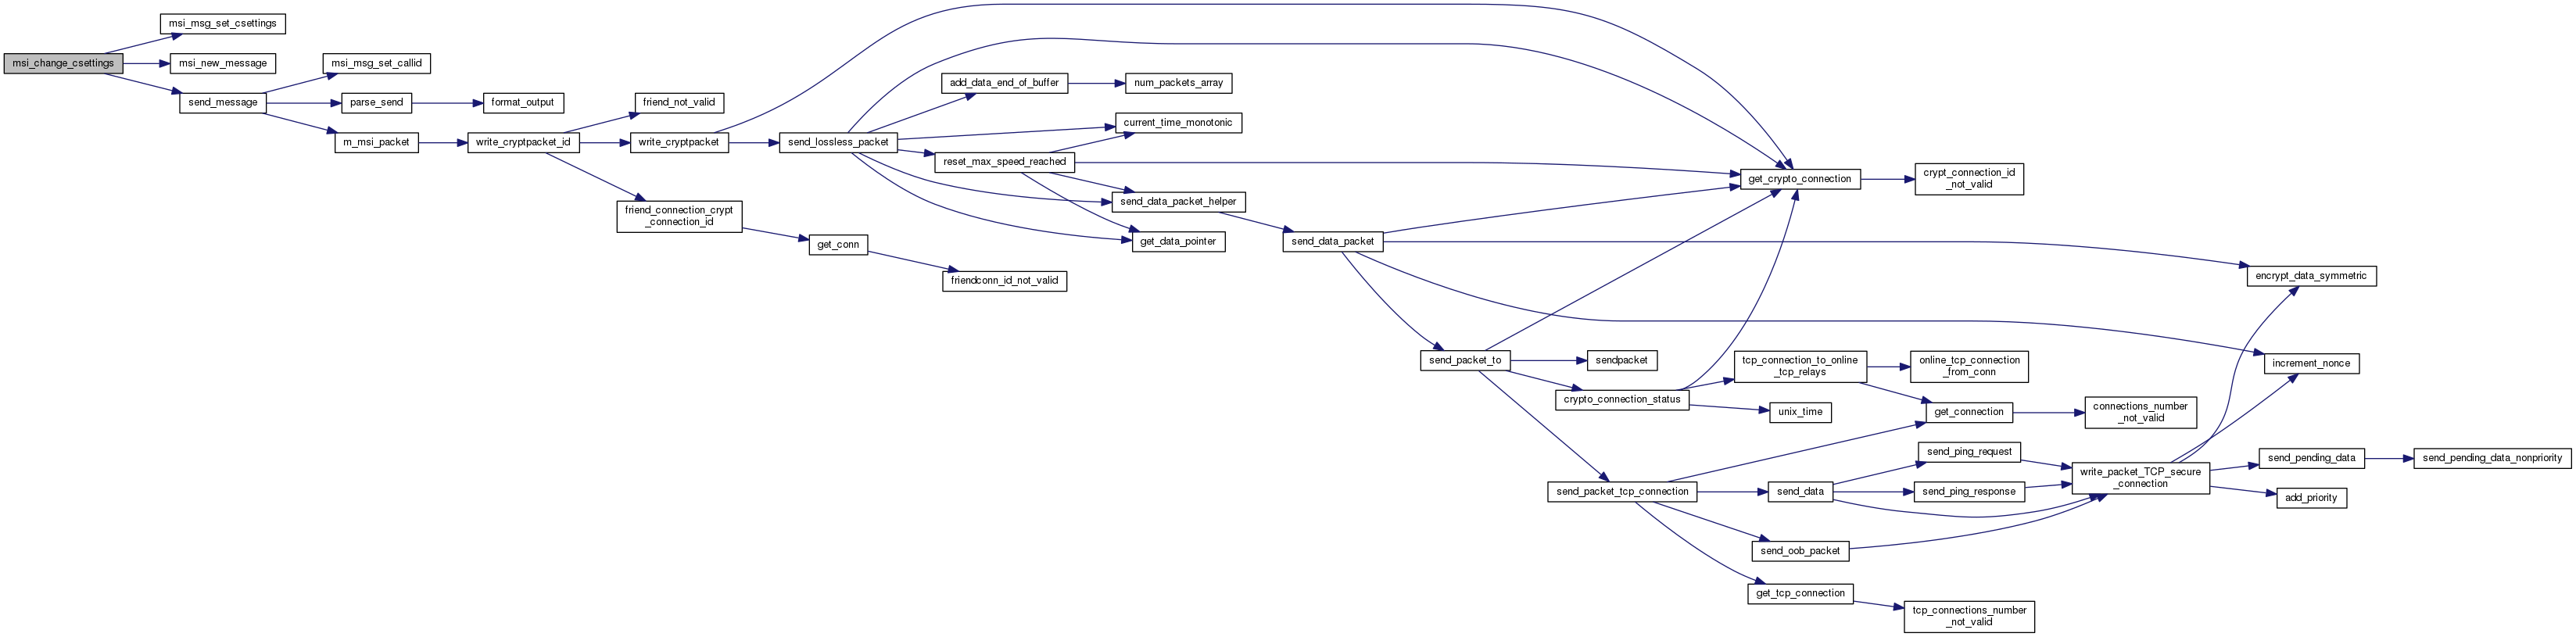 msi_change_csettings
msi_msg_set_csettings
msi_new_message
send_message
msi_msg_set_callid
parse_send
format_output
m_msi_packet
write_cryptpacket_id
friend_not_valid
write_cryptpacket
friend_connection_crypt
_connection_id
get_conn
friendconn_id_not_valid
send_lossless_packet
add_data_end_of_buffer
num_packets_array
current_time_monotonic
reset_max_speed_reached
send_data_packet_helper
get_data_pointer
send_data_packet
get_crypto_connection
crypt_connection_id
_not_valid
encrypt_data_symmetric
increment_nonce
send_packet_to
sendpacket
crypto_connection_status
tcp_connection_to_online
_tcp_relays
online_tcp_connection
_from_conn
unix_time
get_connection
connections_number
_not_valid
send_packet_tcp_connection
send_data
send_ping_request
send_ping_response
write_packet_TCP_secure
_connection
send_pending_data
send_pending_data_nonpriority
add_priority
send_oob_packet
get_tcp_connection
tcp_connections_number
_not_valid